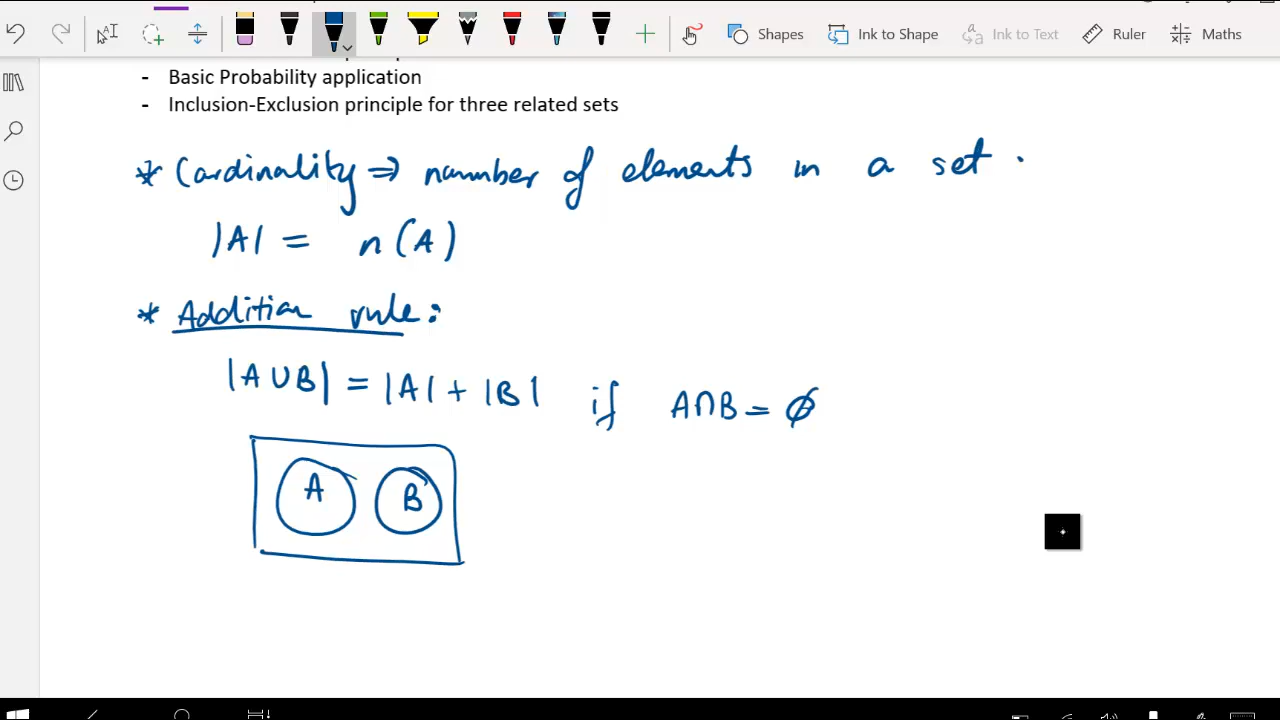 Shapes Ink to Shape Ink to Text Ruler Maths
- Basic Probability application
- Inclusion-Exclusion principle for three related sets
* Cardinality ⇒ nummber of elements in a set .
|A| = n(A)
* Addition rule:
|A∪B| = |A| + |B| if A∩B = ∅
A B